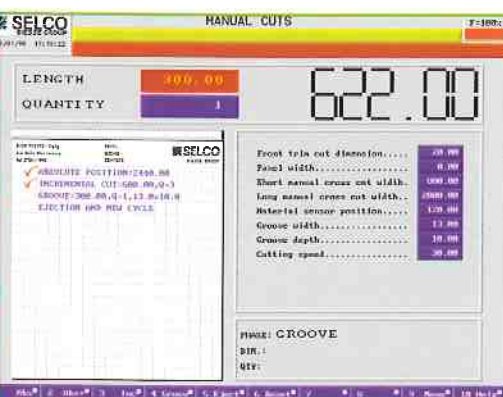 SELCO
MANUAL CUTS
LENGTH 300.00
622.00
QUANTITY 1
SELCO
ABSOLUTE POSITION:2440.00
INCREMENTAL CUT:600.00,Q=3
GROOVE:300.00,Q=1,13.0x10.0
EJECTION AND NEW CYCLE
Front trim cut dimension..... 20.00
Panel width................ 0.00
Short manual cross cut width. 600.00
Long manual cross cut width.. 2000.00
Material sensor position..... 120.00
Groove width................ 13.00
Groove depth................ 10.00
Cutting speed............... 30.00
PHASE: GROOVE
DIM.:
QTY: